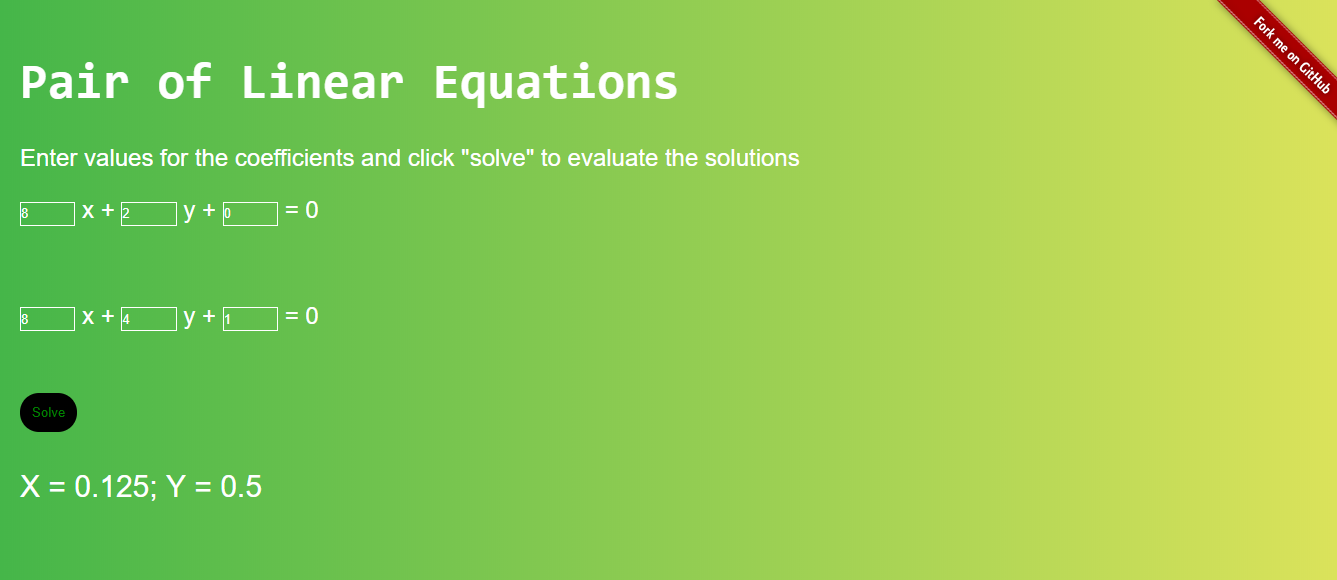 Fork me on GitHub
Pair of Linear Equations
Enter values for the coefficients and click "solve" to evaluate the solutions
8 x + 2 y + 0 = 0
8 x + 4 y + 1 = 0
Solve
X = 0.125; Y = 0.5